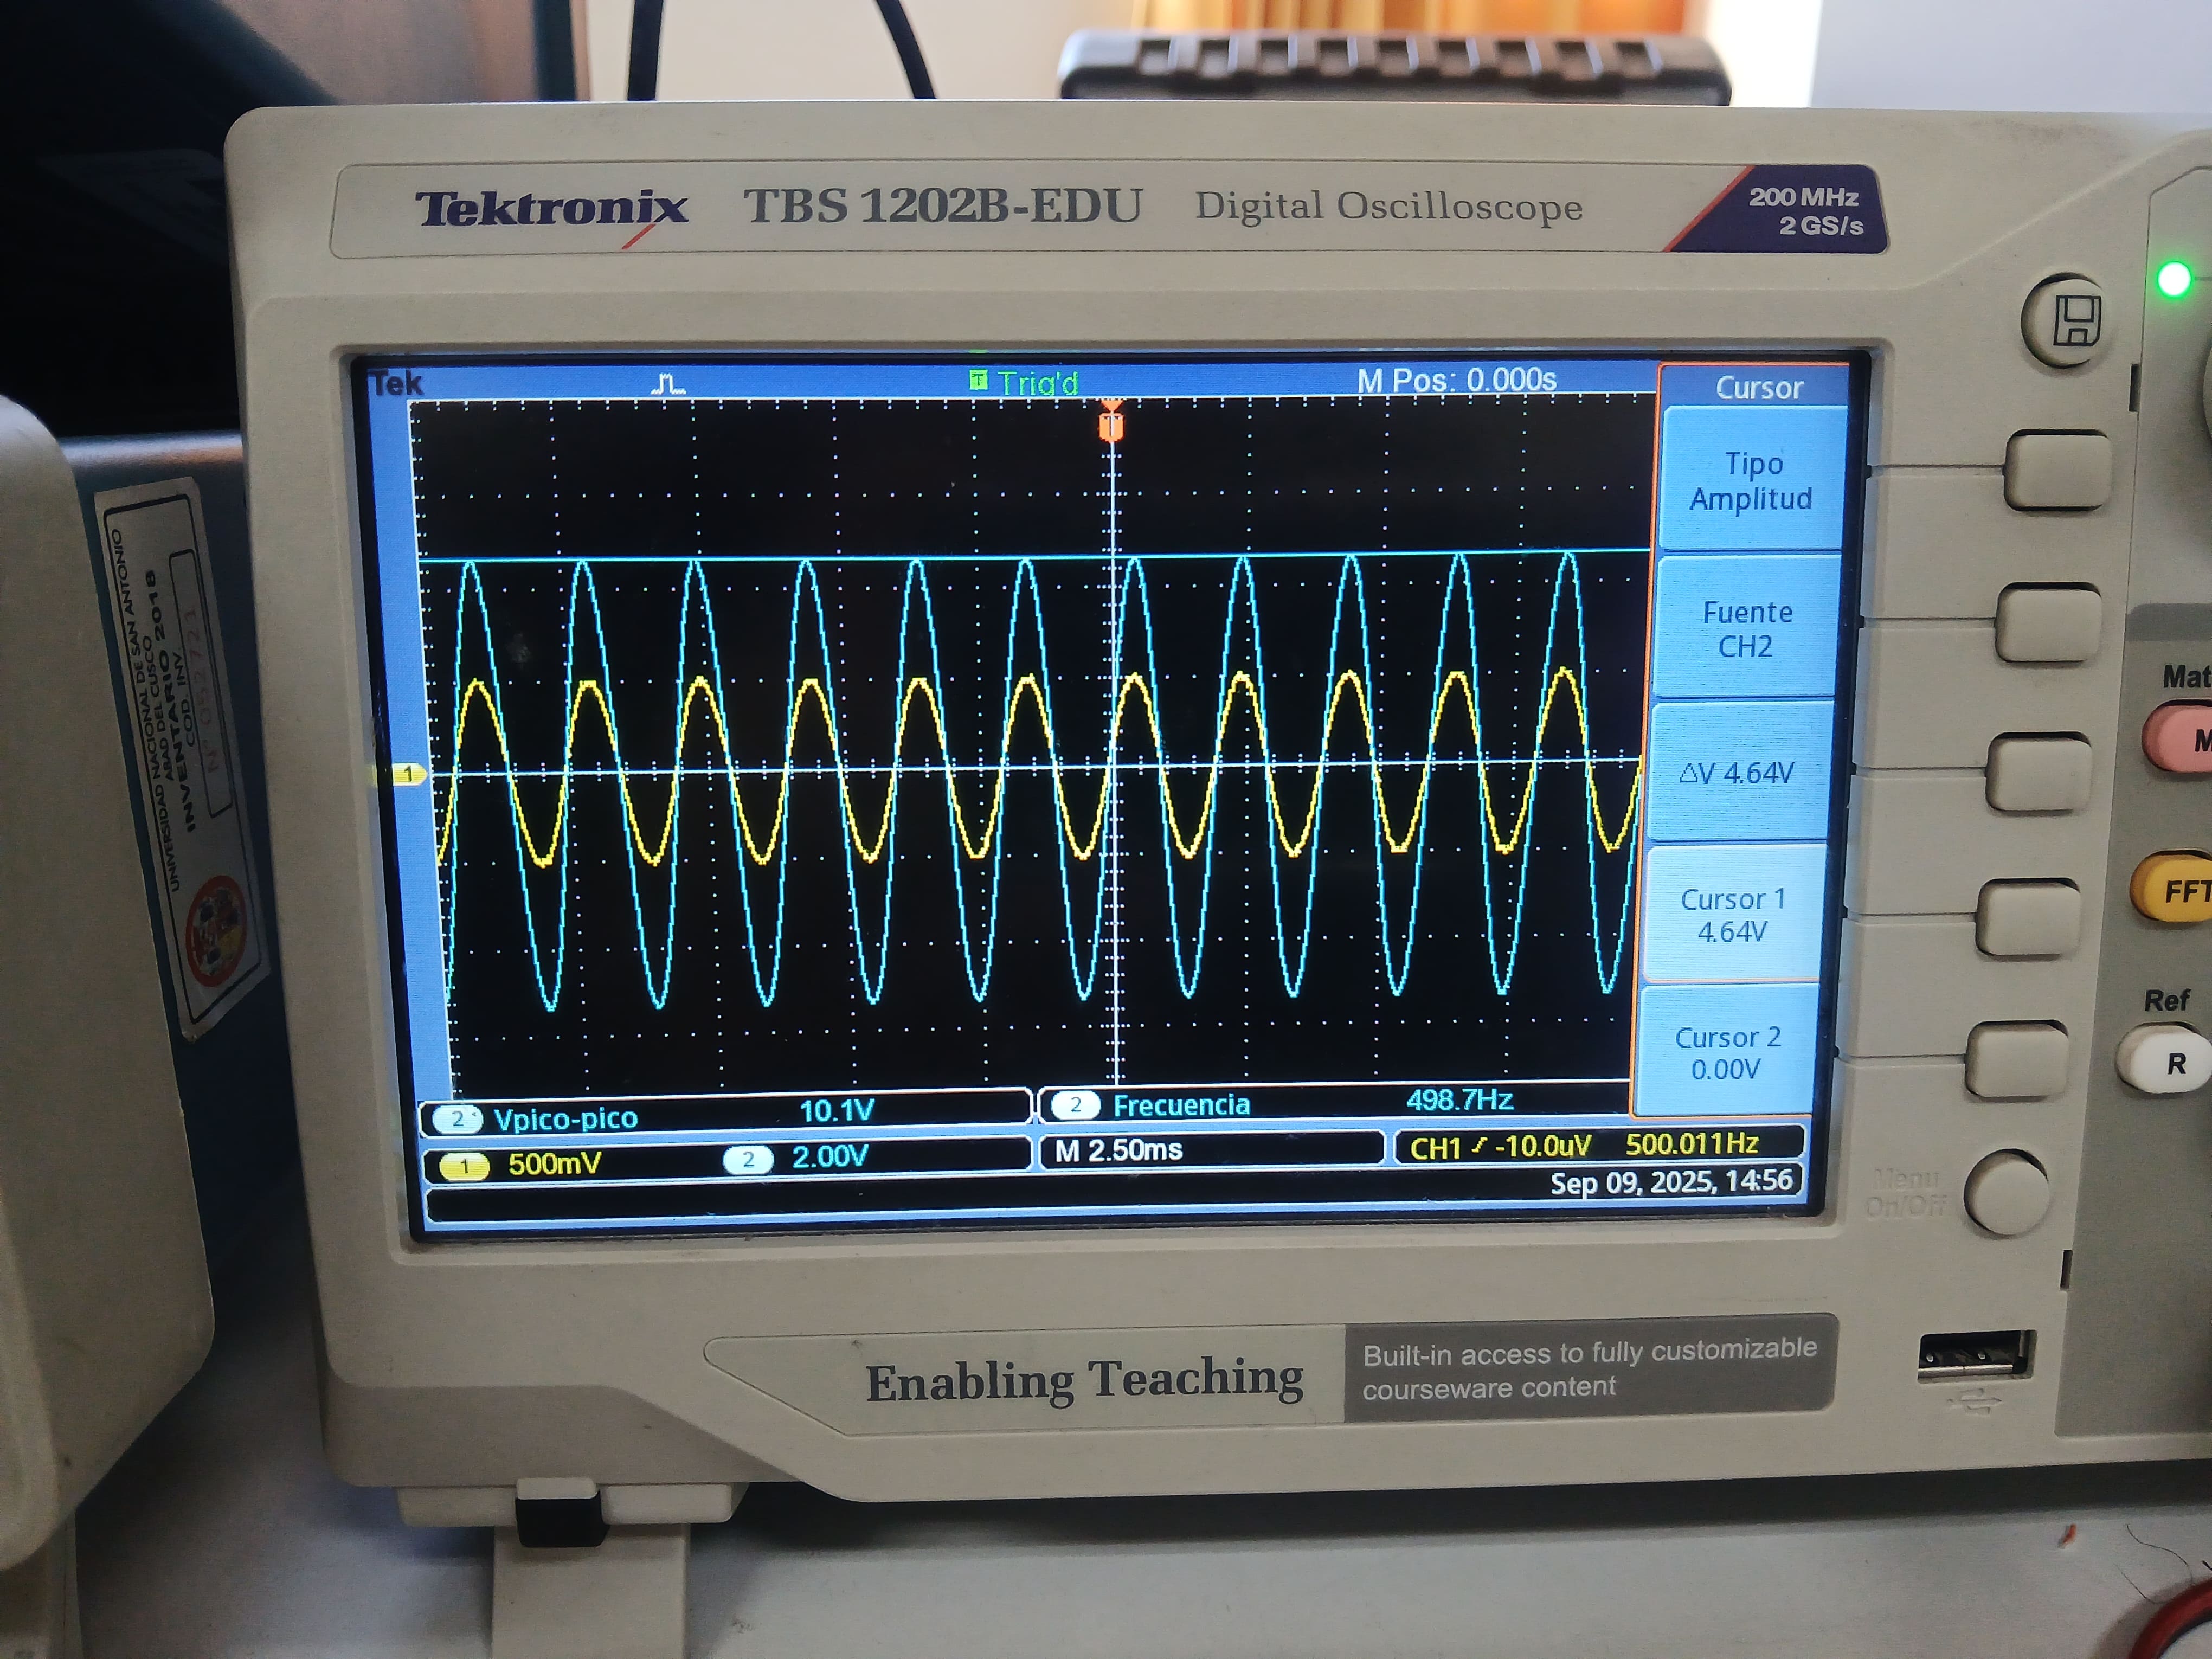 Tektronix TBS 1202B-EDU Digital Oscilloscope
200 MHz
2 GS/s
Tek
T Trig'd
M Pos: 0.000s
T
Cursor
Tipo
Amplitud
Fuente
CH2
△V 4.64V
Cursor 1
4.64V
Cursor 2
0.00V
1
2 Vpico-pico 10.1V
2 Frecuencia 498.7Hz
1 500mV 2 2.00V
M 2.50ms
CH1 -10.0uV 500.011Hz
Sep 09, 2025, 14:56
Menu
On/Off
Mat
M
FFT
Ref
R
Enabling Teaching
Built-in access to fully customizable
courseware content
UNIVERSIDAD NACIONAL DE SAN ANTONIO
ABAD DEL CUSCO
INVENTARIO 2018
COD. INV